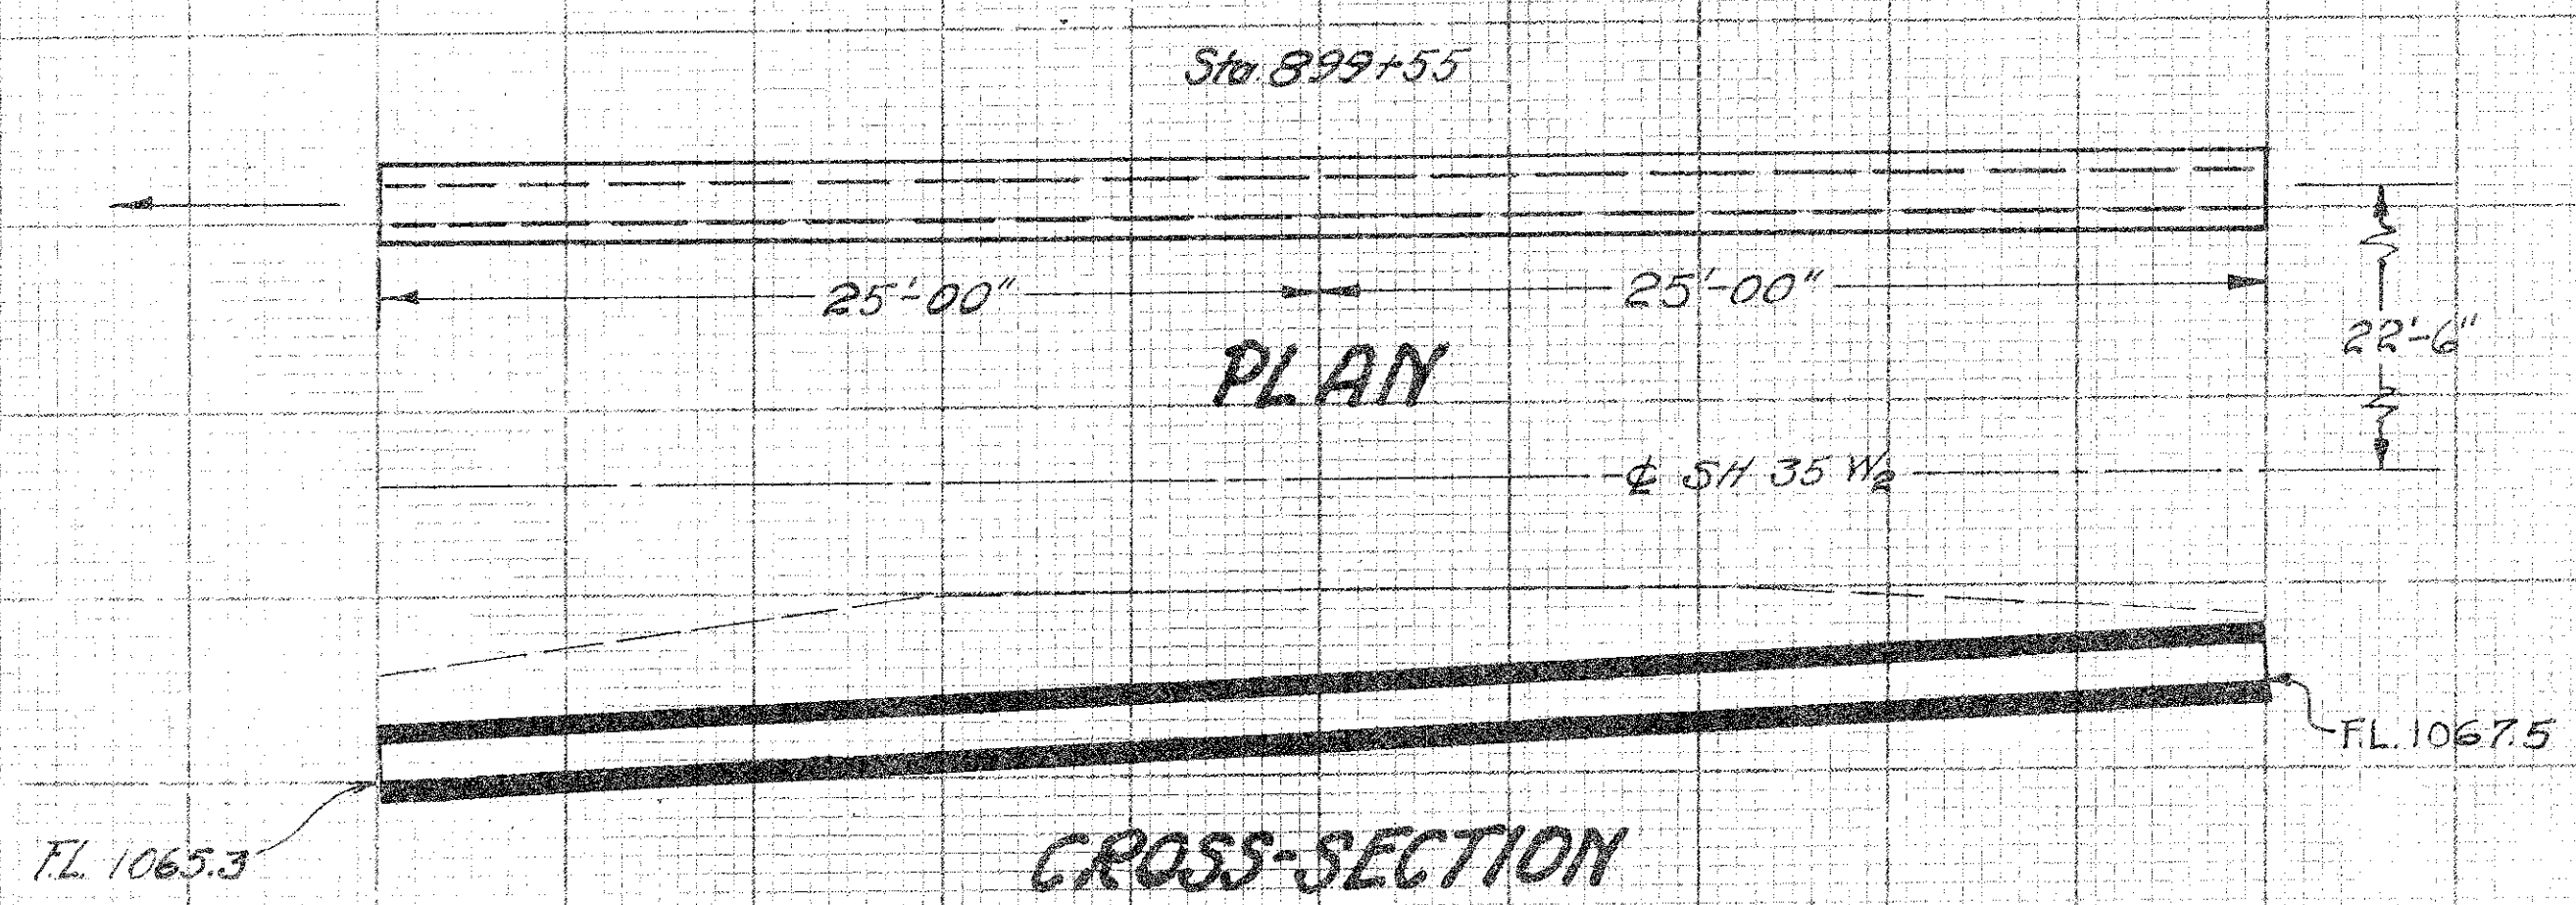 Sta 899+55
25'-00"
25'-00"
22'-6"
PLAN
℄ SH 35 W2
F.L. 1067.5
F.L. 1065.3
CROSS-SECTION